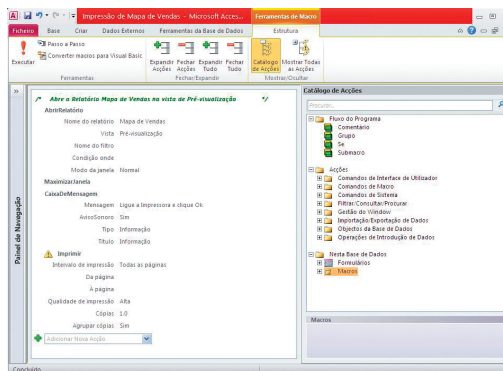 Impressão de Mapa de Vendas - Microsoft Acces...
Ferramentas de Macro
Ficheiro Base Criar Dados Externos Ferramentas da Base de Dados Estrutura
Executar
Passo a Passo
Converter macros para Visual Basic
Expandir Acções
Fechar Acções
Expandir Tudo
Fechar Tudo
Catálogo de Acções
Mostrar Todas as Acções
Ferramentas
Fechar/Expandir
Mostrar/Ocultar
Painel de Navegação
/* Abre a Relatório Mapa de Vendas na vista de Pré-visualização */
AbrirRelatório
Nome do relatório Mapa de Vendas
Vista Pré-visualização
Nome do filtro
Condição onde
Modo da janela Normal
MaximizarJanela
CaixaDeMensagem
Mensagem Ligue a Impressora e clique Ok
AvisoSonoro Sim
Tipo Informação
Título Informação
Imprimir
Intervalo de impressão Todas as páginas
Da página
À página
Qualidade de impressão Alta
Cópias 1.0
Agrupar cópias Sim
Adicionar Nova Acção
Catálogo de Acções
Procurar...
Fluxo do Programa
Comentário
Grupo
Se
Submacro
Acções
Comandos de Interface de Utilizador
Comandos de Macro
Comandos de Sistema
Filtrar/Consultar/Procurar
Gestão do Window
Importação/Exportação de Dados
Objectos da Base de Dados
Operações de Introdução de Dados
Nesta Base de Dados
Formulários
Macros
Macros
Concluído